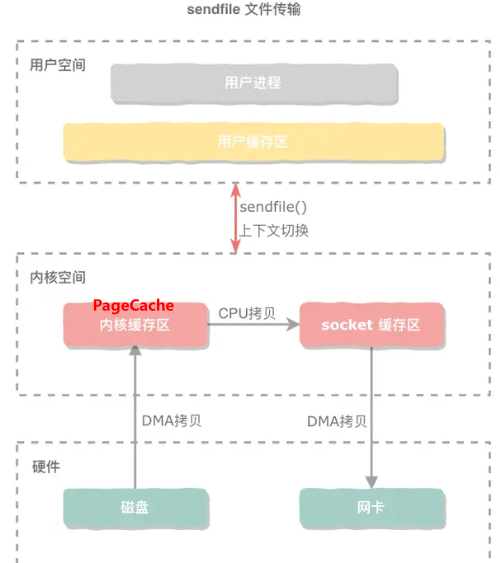 sendfile 文件传输
用户空间
用户进程
用户缓存区
sendfile()
上下文切换
内核空间
PageCache
内核缓存区
CPU拷贝
socket 缓存区
DMA拷贝
DMA拷贝
硬件
磁盘
网卡